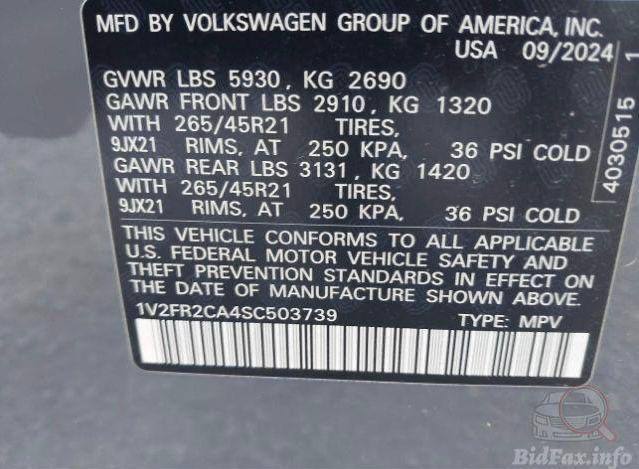 MFD BY VOLKSWAGEN GROUP OF AMERICA, INC.
USA 09/2024
GVWR LBS 5930, KG 2690
GAWR FRONT LBS 2910, KG 1320
WITH 265/45R21 TIRES,
9JX21 RIMS, AT 250 KPA, 36 PSI COLD
GAWR REAR LBS 3131, KG 1420
WITH 265/45R21 TIRES,
9JX21 RIMS, AT 250 KPA, 36 PSI COLD
THIS VEHICLE CONFORMS TO ALL APPLICABLE
U.S. FEDERAL MOTOR VEHICLE SAFETY AND
THEFT PREVENTION STANDARDS IN EFFECT ON
THE DATE OF MANUFACTURE SHOWN ABOVE.
1V2FR2CA4SC503739 TYPE: MPV
4030515 1
BidFax.info